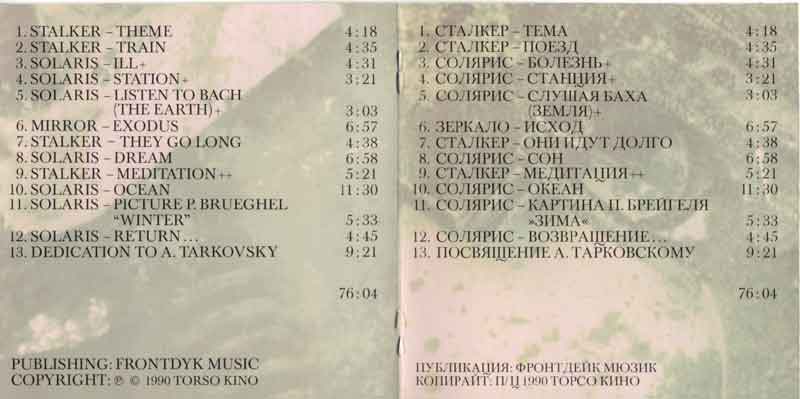 1. STALKER – THEME 4:18
2. STALKER – TRAIN 4:35
3. SOLARIS – ILL+ 4:31
4. SOLARIS – STATION+ 3:21
5. SOLARIS – LISTEN TO BACH
(THE EARTH)+ 3:03
6. MIRROR – EXODUS 6:57
7. STALKER – THEY GO LONG 4:38
8. SOLARIS – DREAM 6:58
9. STALKER – MEDITATION++ 5:21
10. SOLARIS – OCEAN 11:30
11. SOLARIS – PICTURE P. BRUEGHEL
“WINTER” 5:33
12. SOLARIS – RETURN... 4:45
13. DEDICATION TO A. TARKOVSKY 9:21
76:04
PUBLISHING: FRONTDYK MUSIC
COPYRIGHT: ℗ © 1990 TORSO KINO
1. СТАЛКЕР – ТЕМА 4:18
2. СТАЛКЕР – ПОЕЗД 4:35
3. СОЛЯРИС – БОЛЕЗНЬ+ 4:31
4. СОЛЯРИС – СТАНЦИЯ+ 3:21
5. СОЛЯРИС – СЛУШАЯ БАХА 3:03
(ЗЕМЛЯ)+
6. ЗЕРКАЛО – ИСХОД 6:57
7. СТАЛКЕР – ОНИ ИДУТ ДОЛГО 4:38
8. СОЛЯРИС – СОН 6:58
9. СТАЛКЕР – МЕДИТАЦИЯ++ 5:21
10. СОЛЯРИС – ОКЕАН 11:30
11. СОЛЯРИС – КАРТИНА П. БРЕЙГЕЛЯ
»ЗИМА« 5:33
12. СОЛЯРИС – ВОЗВРАЩЕНИЕ... 4:45
13. ПОСВЯЩЕНИЕ А. ТАРКОВСКОМУ 9:21
76:04
ПУБЛИКАЦИЯ: ФРОНТДЕЙК МЮЗИК
КОПИРАЙТ: П/Ц 1990 ТОРСО КИНО